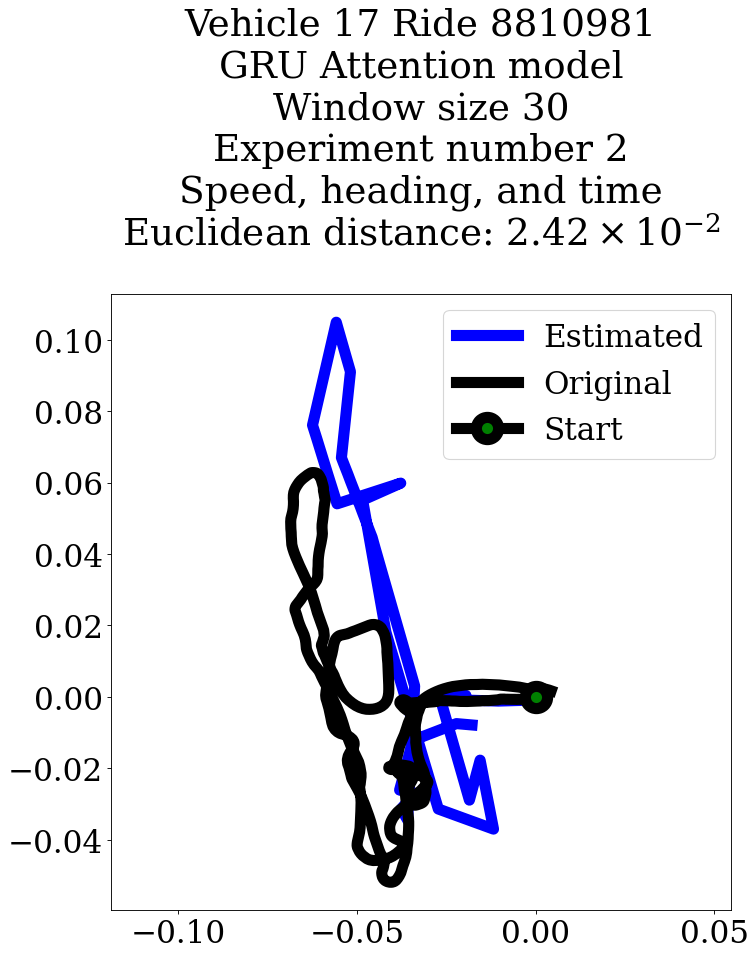 Vehicle 17 Ride 8810981
GRU Attention model
Window size 30
Experiment number 2
Speed, heading, and time
Euclidean distance: 2.42 × 10⁻²
Estimated
Original
Start
0.10
0.08
0.06
0.04
0.02
0.00
−0.02
−0.04
−0.10
−0.05
0.00
0.05